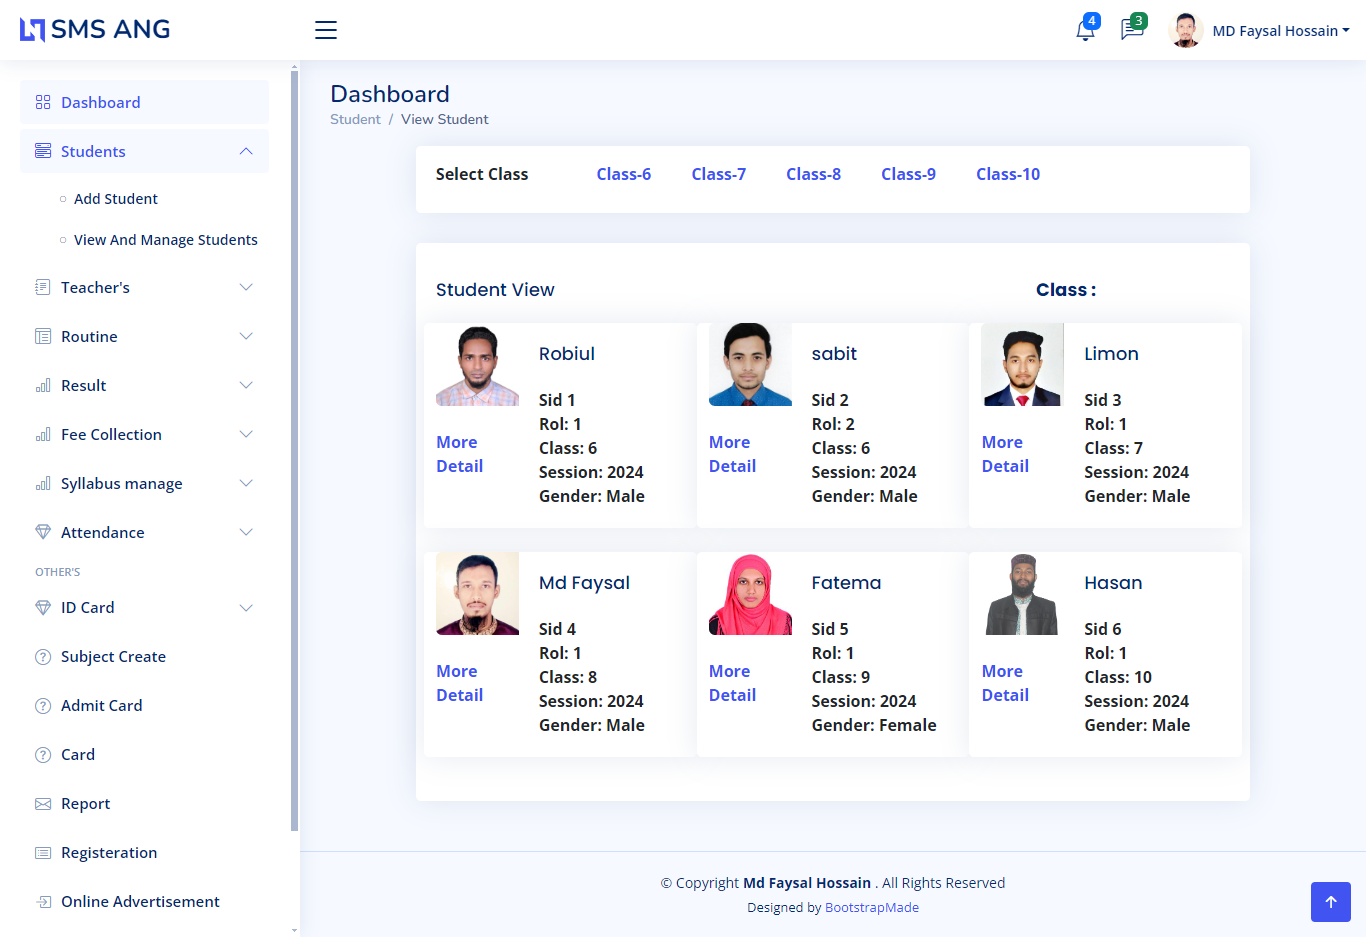 SMS ANG
4
3
MD Faysal Hossain
Dashboard
Students
Add Student
View And Manage Students
Teacher's
Routine
Result
Fee Collection
Syllabus manage
Attendance
OTHER'S
ID Card
Subject Create
Admit Card
Card
Report
Registeration
Online Advertisement
Dashboard
Student / View Student
Select Class Class-6 Class-7 Class-8 Class-9 Class-10
Student View Class :
Robiul
Sid 1
Rol: 1
Class: 6
Session: 2024
Gender: Male
More
Detail
sabit
Sid 2
Rol: 2
Class: 6
Session: 2024
Gender: Male
More
Detail
Limon
Sid 3
Rol: 1
Class: 7
Session: 2024
Gender: Male
More
Detail
Md Faysal
Sid 4
Rol: 1
Class: 8
Session: 2024
Gender: Male
More
Detail
Fatema
Sid 5
Rol: 1
Class: 9
Session: 2024
Gender: Female
More
Detail
Hasan
Sid 6
Rol: 1
Class: 10
Session: 2024
Gender: Male
More
Detail
© Copyright Md Faysal Hossain . All Rights Reserved
Designed by BootstrapMade